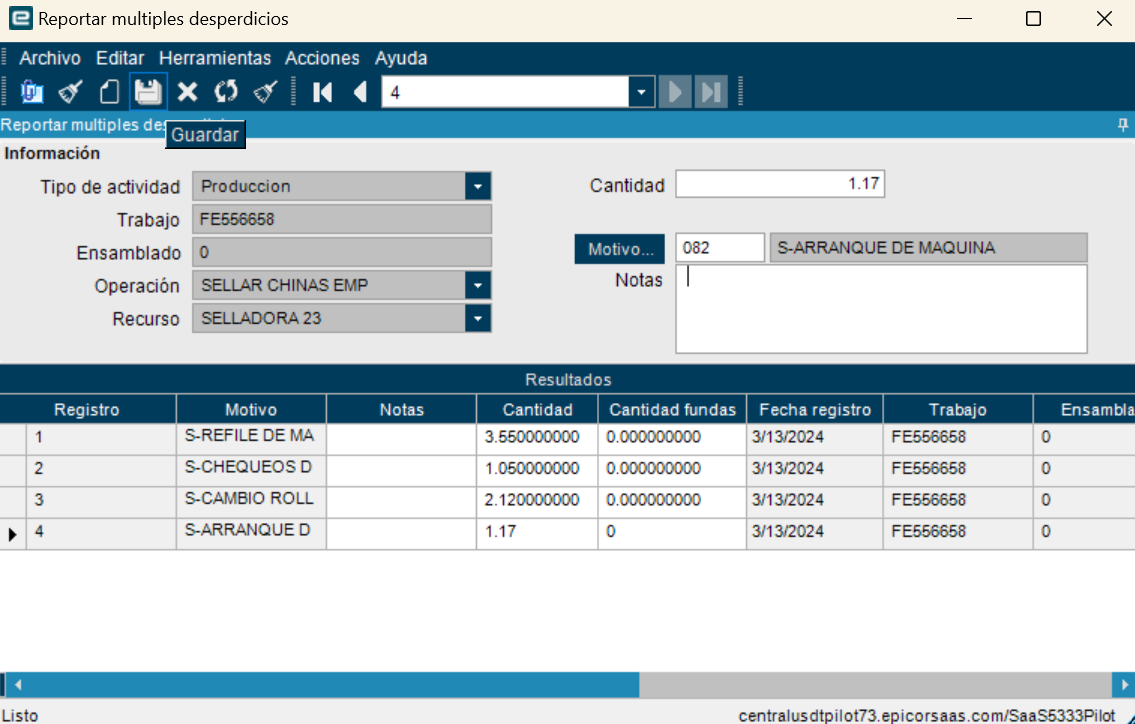 Reportar multiples desperdicios
Archivo Editar Herramientas Acciones Ayuda
4
Reportar multiples
Guardar
Información
Tipo de actividad Produccion
Cantidad 1.17
Trabajo FE556658
Ensamblado 0
Motivo... 082 S-ARRANQUE DE MAQUINA
Operación SELLAR CHINAS EMP
Notas
Recurso SELLADORA 23
Resultados
Registro Motivo Notas Cantidad Cantidad fundas Fecha registro Trabajo Ensambla
1 S-REFILE DE MA 3.550000000 0.000000000 3/13/2024 FE556658 0
2 S-CHEQUEOS D 1.050000000 0.000000000 3/13/2024 FE556658 0
3 S-CAMBIO ROLL 2.120000000 0.000000000 3/13/2024 FE556658 0
4 S-ARRANQUE D 1.17 0 3/13/2024 FE556658 0
Listo
centralusdtpilot73.epicorsaas.com/SaaS5333Pilot